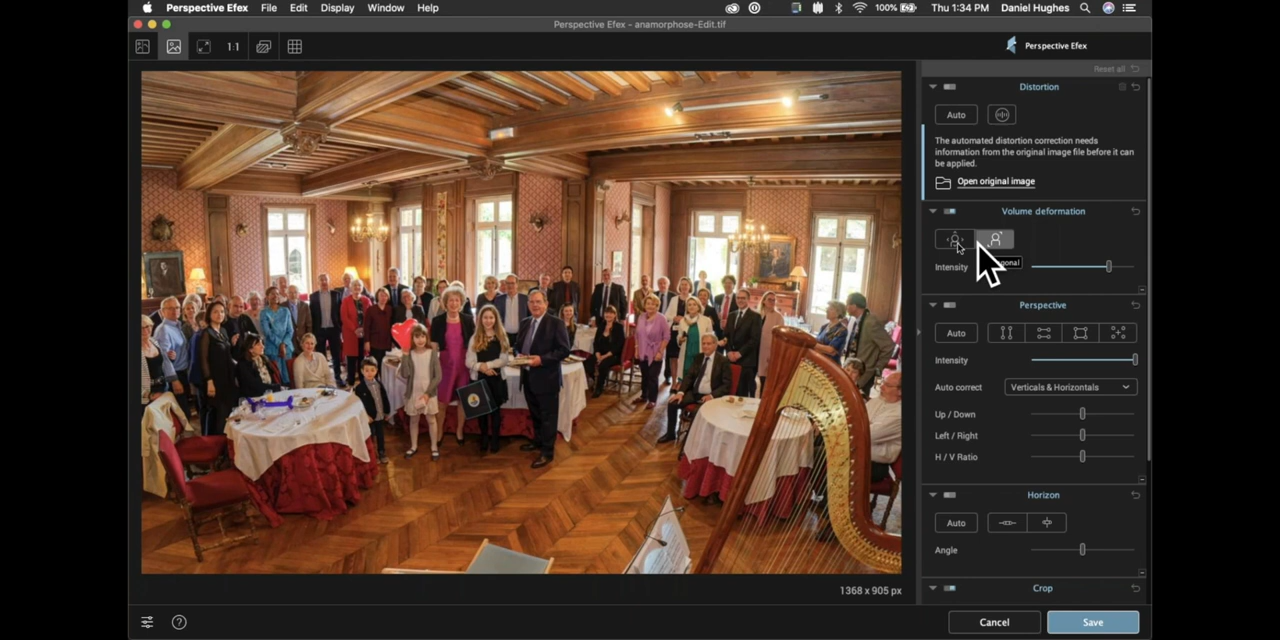 Perspective Efex File Edit Display Window Help 100% Thu 1:34 PM Daniel Hughes
Perspective Efex - anamorphose-Edit.tif
1:1 Perspective Efex
Reset all
Distortion
Auto
The automated distortion correction needs
information from the original image file before it can
be applied.
Open original image
Volume deformation
Intensity
Perspective
Auto
Intensity
Auto correct Verticals & Horizontals
Up / Down
Left / Right
H / V Ratio
Horizon
Auto
Angle
1368 x 905 px
Crop
Cancel Save